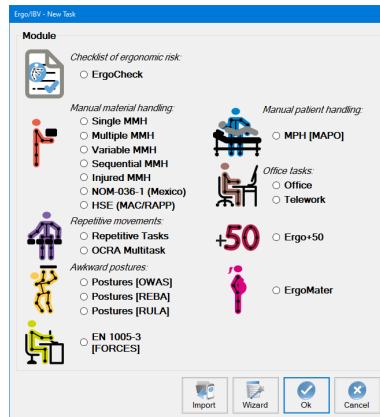 Ergo/IBV - New Task
Module
Checklist of ergonomic risk:
ErgoCheck
Manual material handling:
Single MMH
Multiple MMH
Variable MMH
Sequential MMH
Injured MMH
NOM-036-1 (Mexico)
HSE (MAC/RAPP)
Repetitive movements:
Repetitive Tasks
OCRA Multitask
Awkward postures:
Postures [OWAS]
Postures [REBA]
Postures [RULA]
EN 1005-3
[FORCES]
Manual patient handling:
MPH [MAPO]
Office tasks:
Office
Telework
+50
Ergo+50
ErgoMater
Import
Wizard
Ok
Cancel